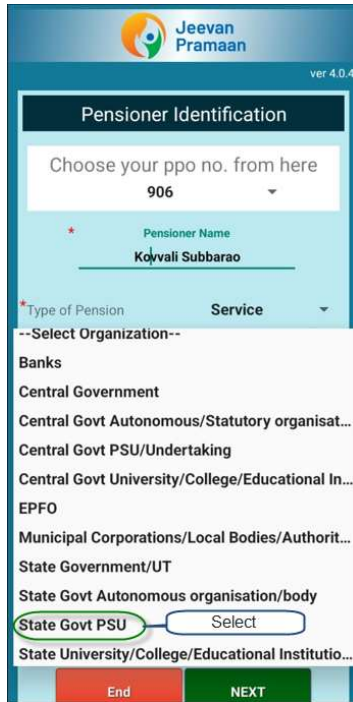 Jeevan
Pramaan
ver 4.0.4
Pensioner Identification
Choose your ppo no. from here
906
* Pensioner Name
Kovvali Subbarao
*Type of Pension Service
--Select Organization--
Banks
Central Government
Central Govt Autonomous/Statutory organisat...
Central Govt PSU/Undertaking
Central Govt University/College/Educational In...
EPFO
Municipal Corporations/Local Bodies/Authorit...
State Government/UT
State Govt Autonomous organisation/body
State Govt PSU Select
State University/College/Educational Institutio...
End NEXT